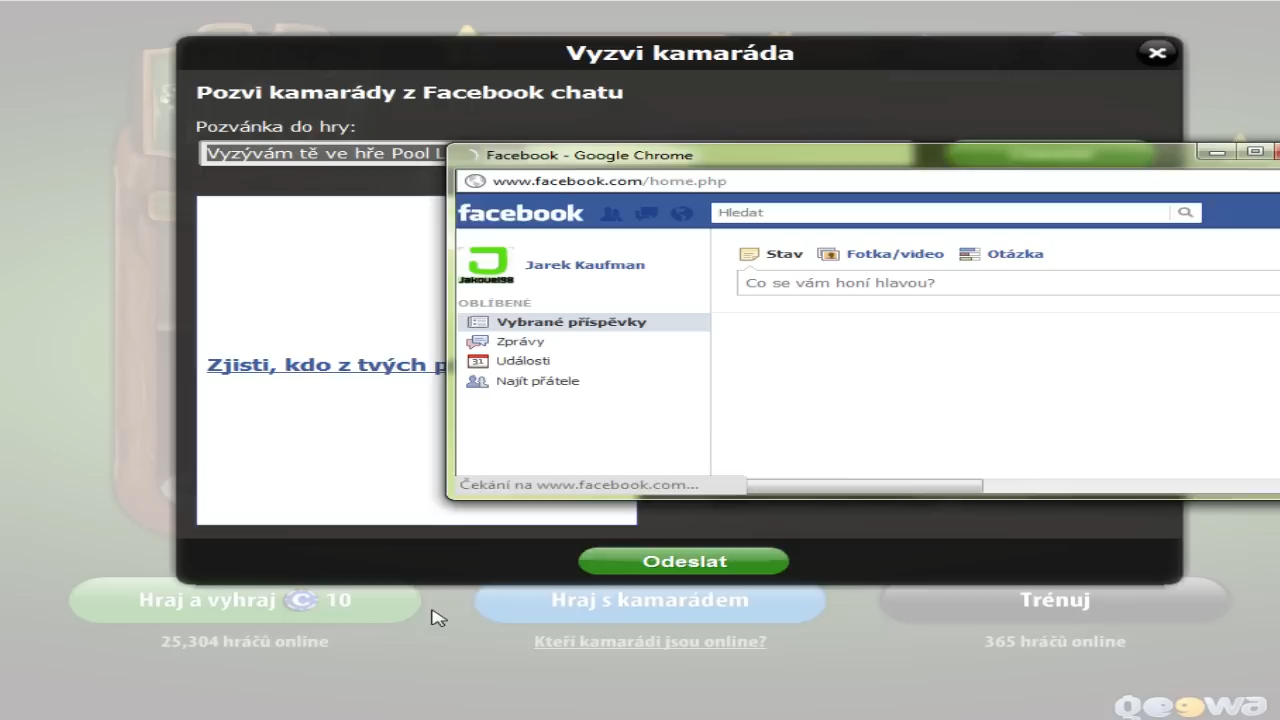 Vyzvi kamaráda
Pozvi kamarády z Facebook chatu
Pozvánka do hry:
Vyzývám tě ve hře Pool L
Facebook - Google Chrome
www.facebook.com/home.php
facebook
Hledat
Jakouel98
Jarek Kaufman
Stav Fotka/video Otázka
Co se vám honí hlavou?
OBLÍBENÉ
Vybrané příspěvky
Zprávy
31 Události
Najít přátele
Zjisti, kdo z tvých p
Čekání na www.facebook.com...
Odeslat
Hraj a vyhraj C 10
Hraj s kamarádem
Trénuj
25,304 hráčů online
Kteří kamarádi jsou online?
365 hráčů online